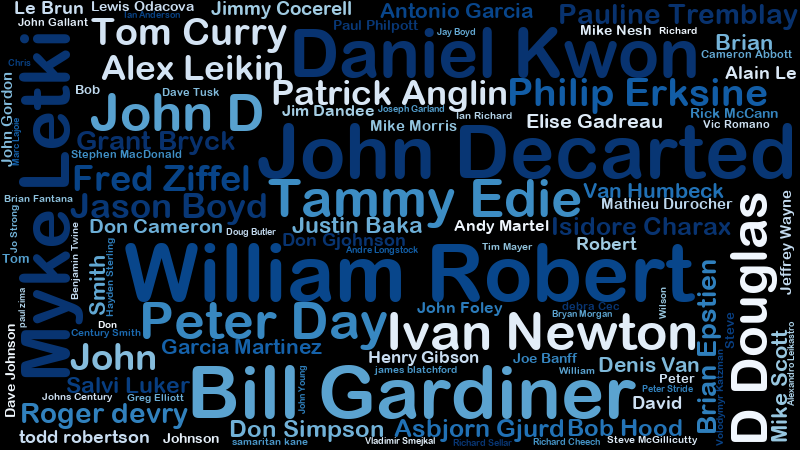 Le Brun
Lewis Odacova
Jimmy Cocerell
Antonio Garcia
Pauline Tremblay
Ian Anderson
John Gallant
Tom Curry
Paul Philpott
Jay Boyd
Mike Nesh
Richard
Daniel Kwon
Brian
Cameron Abbott
Chris
Alex Leikin
Alain Le
Bob
Dave Tusk
Patrick Anglin
Philip Erksine
John Gordon
Marc Lajoie
John D
Jim Dandee
Joseph Garland
Ian Richard
Rick McCann
Mike Morris
Elise Gadreau
Vic Romano
Myke Letki
Grant Bryck
Stephen MacDonald
John Decarted
Fred Ziffel
Tammy Edie
Van Humbeck
Brian Fantana
Jason Boyd
Mathieu Durocher
Jeffrey Wayne
Jo Strong
Don Cameron
Doug Butler
Justin Baka
Andy Martel
Isidore Charax
Tom
Benjamin Twine
Hayden Sterling
Don Gjohnson
Andre Longstock
Tim Mayer
Robert
Smith
William Robert
D Douglas
paul zima
John Foley
dehra Cec
Bryan Morgan
Wilson
Brian Epstien
Steve
Don
Century Smith
Peter Day
Ivan Newton
Dave Johnson
John
Garcia Martinez
Henry Gibson
Joe Banff
Denis Van
Mike Scott
Alexandro Leikastro
Volodymyr Katzman
Salvi Luker
John Young
james blatchford
William
Peter
Peter Stride
Johns Century
Greg Elliott
Bill Gardiner
David
Roger devry
Don Simpson
Asbjorn Gjurd
Bob Hood
todd robertson
Johnson
samaritan kane
Vladimir Smejkal
Richard Sellar
Richard Cheech
Steve McGillicutty